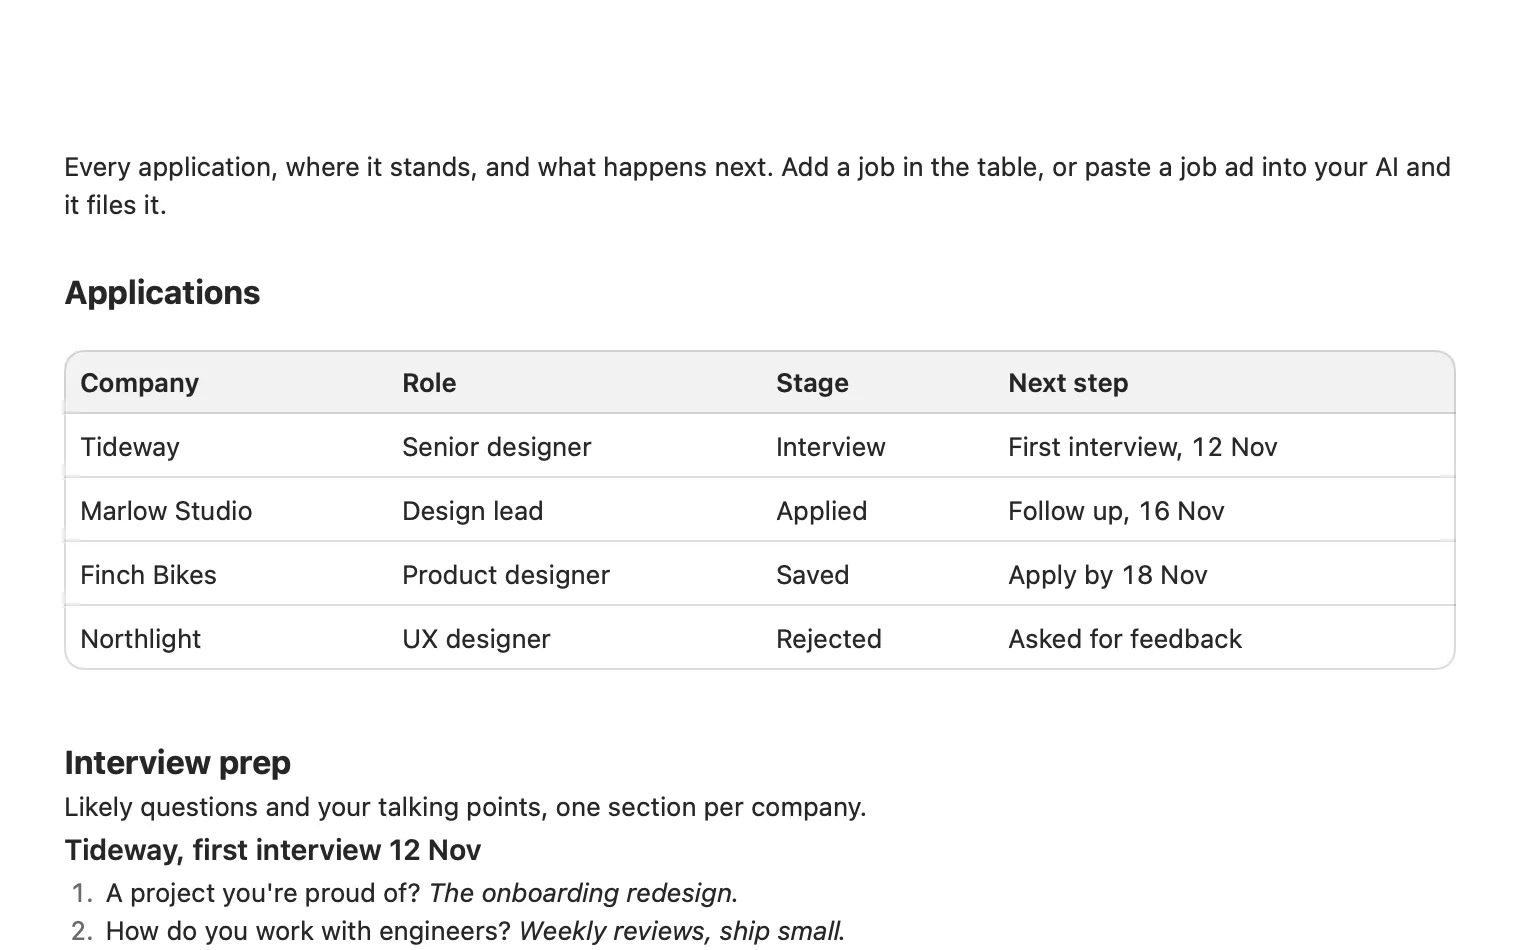 Every application, where it stands, and what happens next. Add a job in the table, or paste a job ad into your AI and
it files it.
Applications
Company Role Stage Next step
Tideway Senior designer Interview First interview, 12 Nov
Marlow Studio Design lead Applied Follow up, 16 Nov
Finch Bikes Product designer Saved Apply by 18 Nov
Northlight UX designer Rejected Asked for feedback
Interview prep
Likely questions and your talking points, one section per company.
Tideway, first interview 12 Nov
1. A project you're proud of? The onboarding redesign.
2. How do you work with engineers? Weekly reviews, ship small.